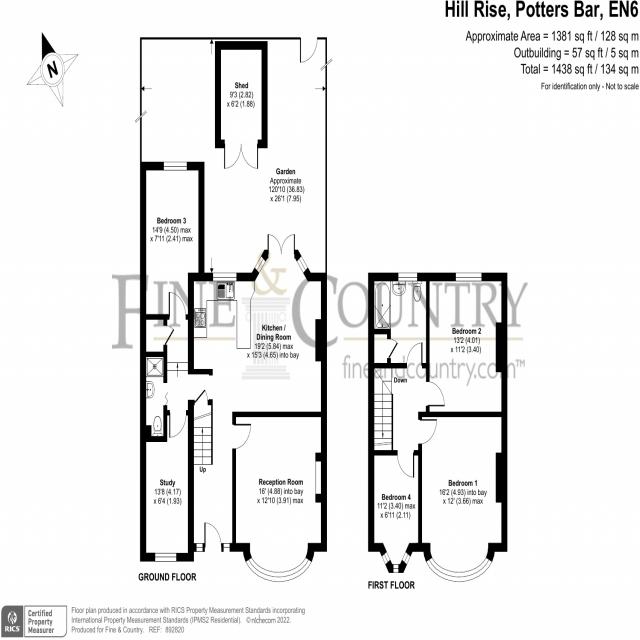 Hill Rise, Potters Bar, EN6
Approximate Area = 1381 sq ft / 128 sq m
Outbuilding = 57 sq ft / 5 sq m
Total = 1438 sq ft / 134 sq m
For identification only - Not to scale
N
Shed
9'3 (2.82)
x 6'2 (1.88)
Garden
Approximate
120'10 (36.83)
x 26'1 (7.95)
Bedroom 3
14'9 (4.50) max
x 7'11 (2.41) max
FINE & COUNTRY
fineandcountry.com™
Kitchen /
Dining Room
19'2 (5.84) max
x 15'3 (4.65) into bay
Bedroom 2
13'2 (4.01)
x 11'2 (3.40)
Down
Up
Study
13'8 (4.17)
x 6'4 (1.93)
Reception Room
16' (4.88) into bay
x 12'10 (3.91) max
Bedroom 4
11'2 (3.40) max
x 6'11 (2.11)
Bedroom 1
16'2 (4.93) into bay
x 12' (3.66) max
GROUND FLOOR
FIRST FLOOR
RICS
Certified
Property
Measurer
Floor plan produced in accordance with RICS Property Measurement Standards incorporating
International Property Measurement Standards (IPMS2 Residential). © nichecom 2022.
Produced for Fine & Country. REF: 892820